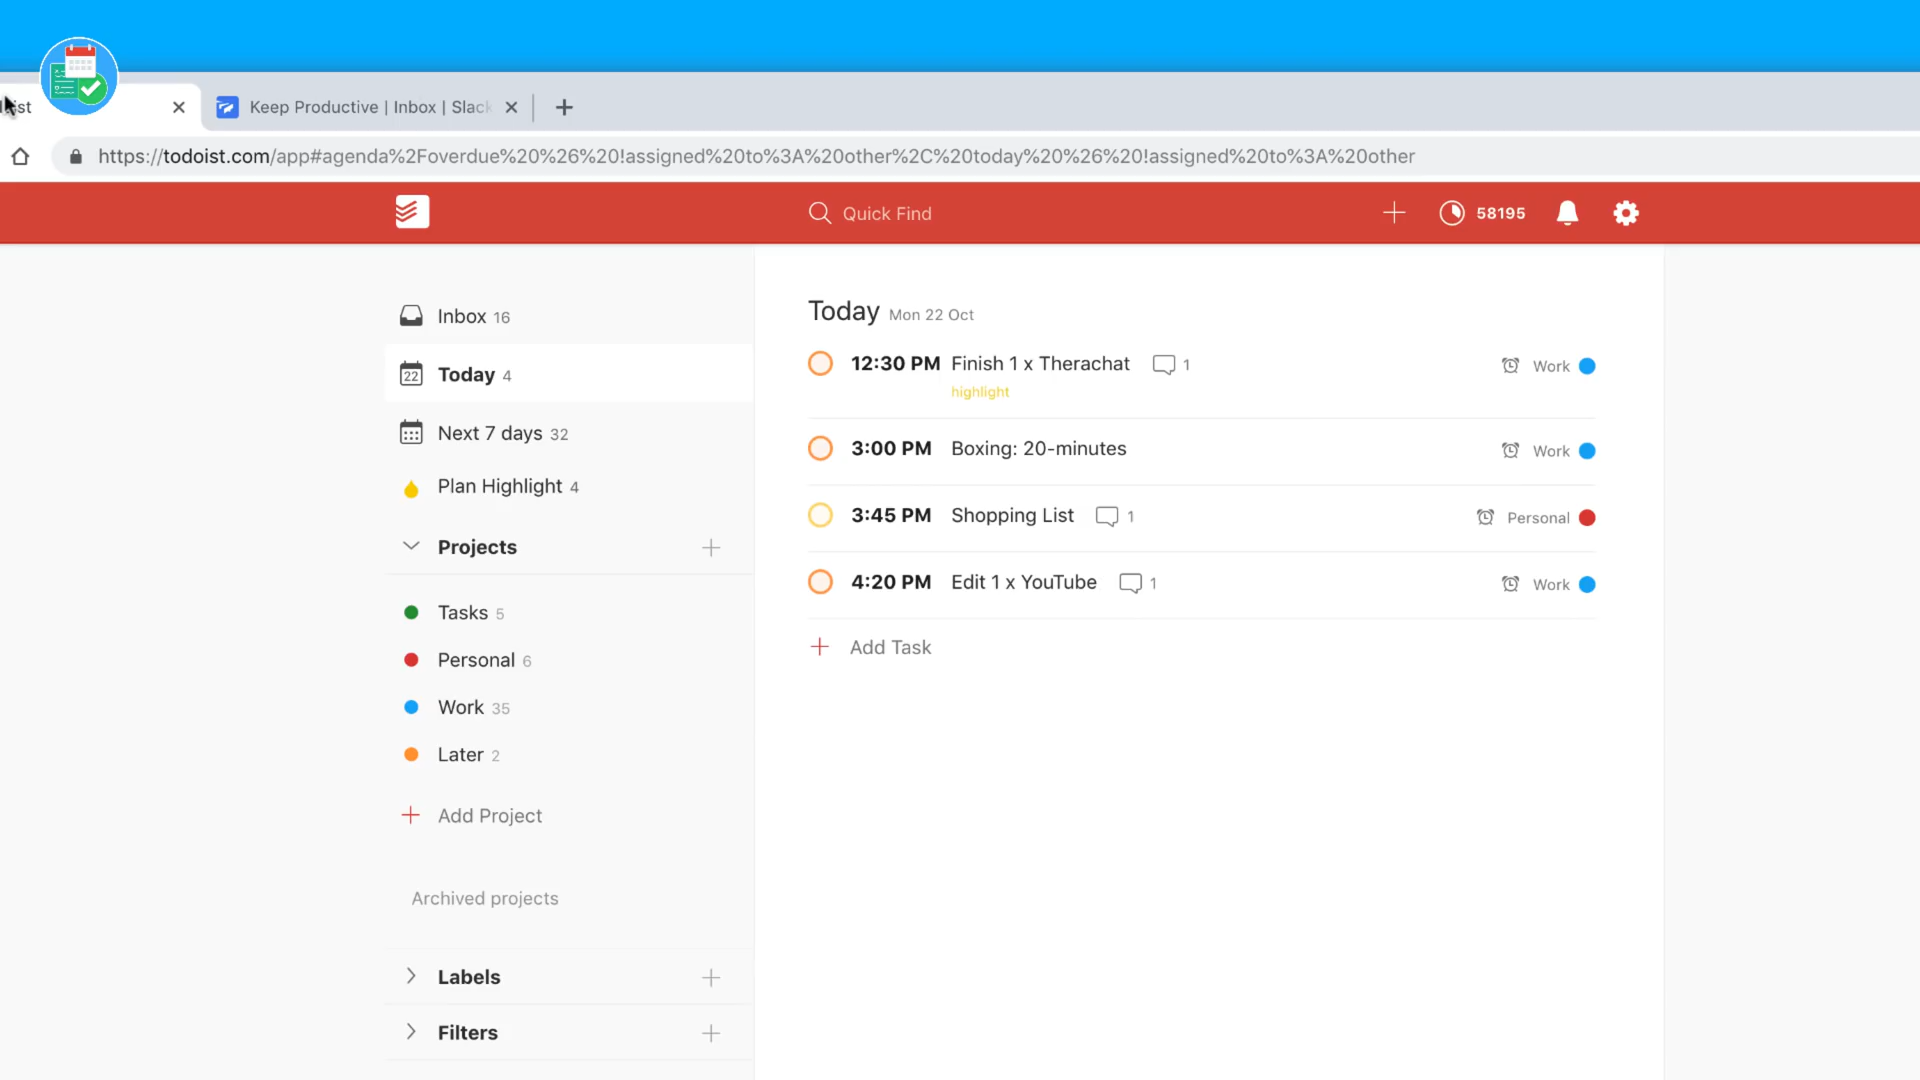 ist
Keep Productive | Inbox | Slack
https://todoist.com/app#agenda%2Foverdue%20%26%20!assigned%20to%3A%20other%2C%20today%20%26%20!assigned%20to%3A%20other
Quick Find
58195
Inbox 16
22 Today 4
Next 7 days 32
Plan Highlight 4
Projects
Tasks 5
Personal 6
Work 35
Later 2
Add Project
Archived projects
Labels
Filters
Today Mon 22 Oct
12:30 PM Finish 1 x Therachat 1 Work
highlight
3:00 PM Boxing: 20-minutes Work
3:45 PM Shopping List 1 Personal
4:20 PM Edit 1 x YouTube 1 Work
Add Task